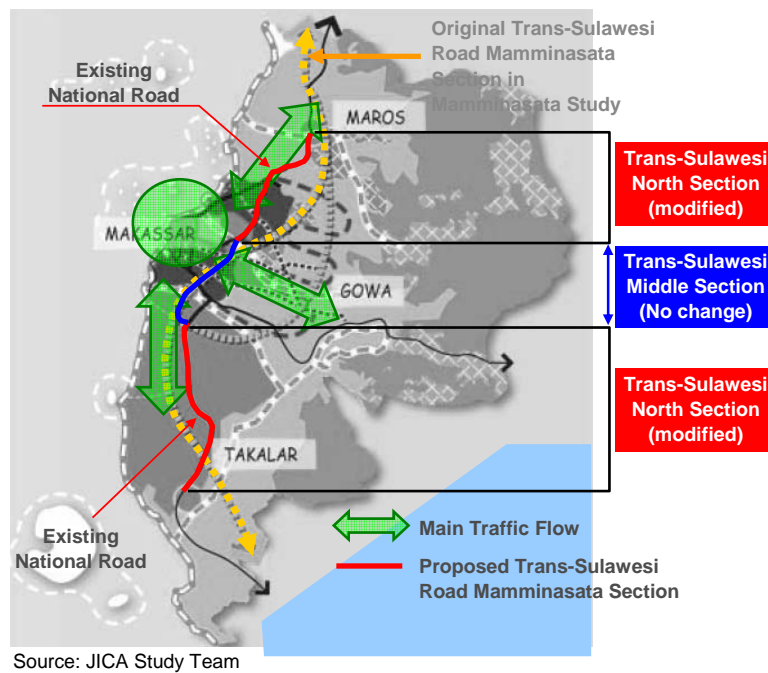 Original Trans-Sulawesi
Road Mamminasata
Section in
Mamminasata Study
Existing
National Road
MAROS
Trans-Sulawesi
North Section
(modified)
MAKASSAR
Trans-Sulawesi
Middle Section
(No change)
GOWA
Trans-Sulawesi
North Section
(modified)
TAKALAR
Existing
National Road
Main Traffic Flow
Proposed Trans-Sulawesi
Road Mamminasata Section
Source: JICA Study Team